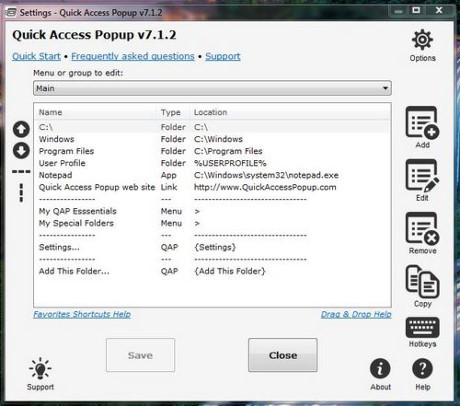 Settings - Quick Access Popup v7.1.2
Quick Access Popup v7.1.2
Quick Start • Frequently asked questions • Support
Options
Menu or group to edit:
Main
Name Type Location
C:\ Folder C:\
Windows Folder C:\Windows
Program Files Folder C:\Program Files
User Profile Folder %USERPROFILE%
Notepad App C:\Windows\system32\notepad.exe
Quick Access Popup web site Link http://www.QuickAccessPopup.com
--------------- --- ------------------------------
My QAP Esssentials Menu >
My Special Folders Menu >
--------------- --- ------------------------------
Settings... QAP {Settings}
--------------- --- ------------------------------
Add This Folder... QAP {Add This Folder}
Add
Edit
Remove
Copy
Favorites Shortcuts Help Drag & Drop Help
Hotkeys
Save Close
Support About Help